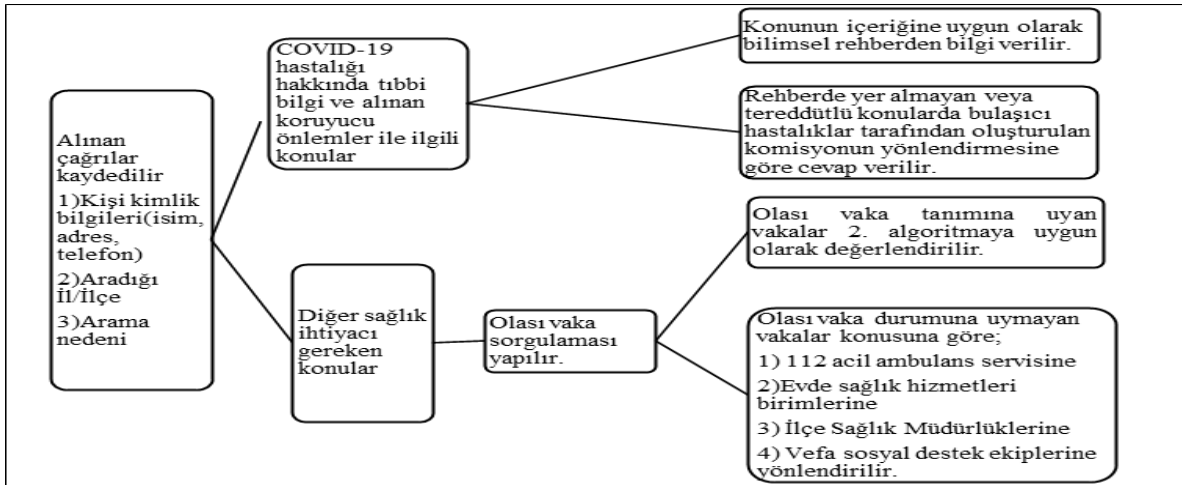 Alınan
çağrılar
kaydedilir
1)Kişi kimlik
bilgileri(isim,
adres,
telefon)
2)Aradığı
İl/İlçe
3)Arama
nedeni
COVID-19
hastalığı
hakkında tıbbi
bilgi ve alınan
koruyucu
önlemler ile ilgili
konular
Konunun içeriğine uygun olarak
bilimsel rehberden bilgi verilir.
Rehberde yer almayan veya
tereddütlü konularda bulaşıcı
hastalıklar tarafından oluşturulan
komisyonun yönlendirmesine
göre cevap verilir.
Diğer sağlık
ihtiyacı
gereken
konular
Olası vaka
sorgulaması
yapılır.
Olası vaka tanımına uyan
vakalar 2. algoritmaya uygun
olarak değerlendirilir.
Olası vaka durumuna uymayan
vakalar konusuna göre;
1) 112 acil ambulans servisine
2)Evde sağlık hizmetleri
birimlerine
3) İlçe Sağlık Müdürlüklerine
4) Vefa sosyal destek ekiplerine
yönlendirilir.